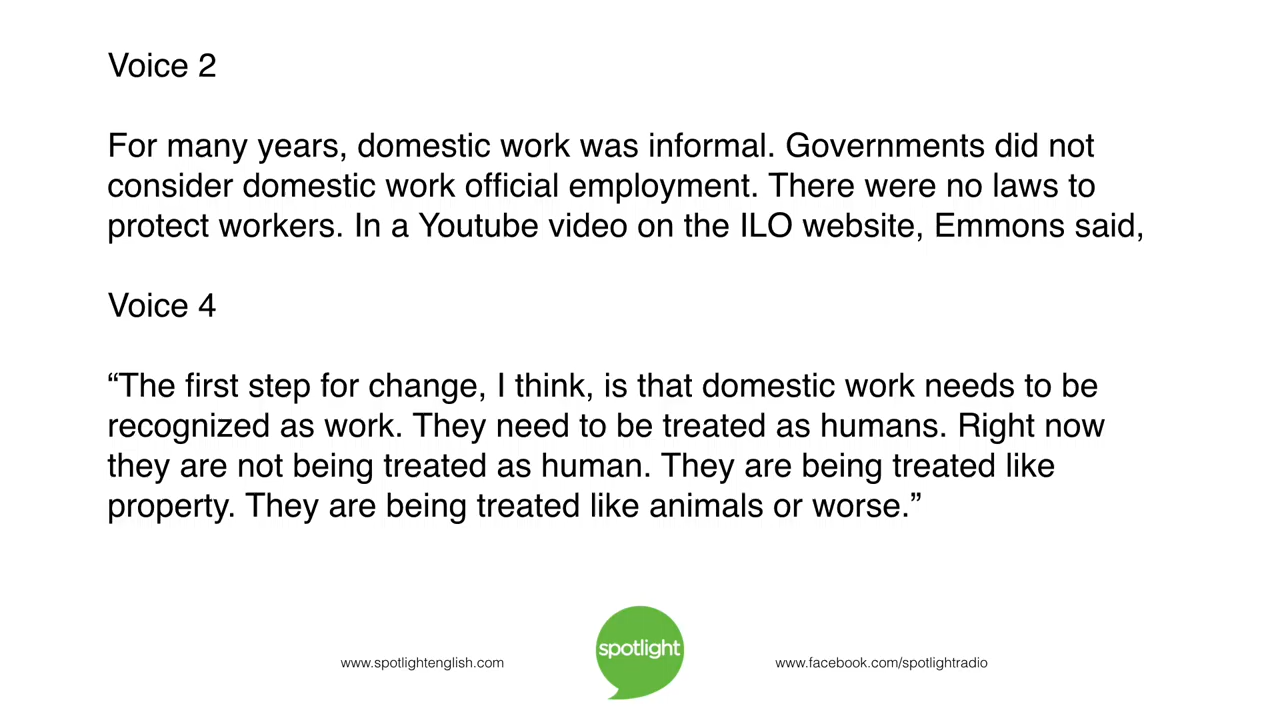 Voice 2
For many years, domestic work was informal. Governments did not
consider domestic work official employment. There were no laws to
protect workers. In a Youtube video on the ILO website, Emmons said,
Voice 4
“The first step for change, I think, is that domestic work needs to be
recognized as work. They need to be treated as humans. Right now
they are not being treated as human. They are being treated like
property. They are being treated like animals or worse.”
www.spotlightenglish.com
spotlight
www.facebook.com/spotlightradio